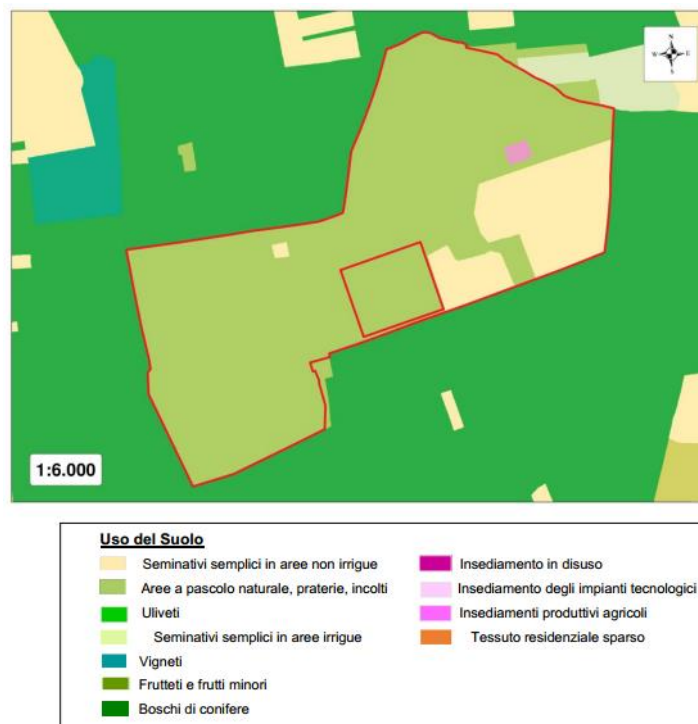 N
W E
S
1:6.000
Uso del Suolo
Seminativi semplici in aree non irrigue
Aree a pascolo naturale, praterie, incolti
Uliveti
Seminativi semplici in aree irrigue
Vigneti
Frutteti e frutti minori
Boschi di conifere
Insediamento in disuso
Insediamento degli impianti tecnologici
Insediamenti produttivi agricoli
Tessuto residenziale sparso